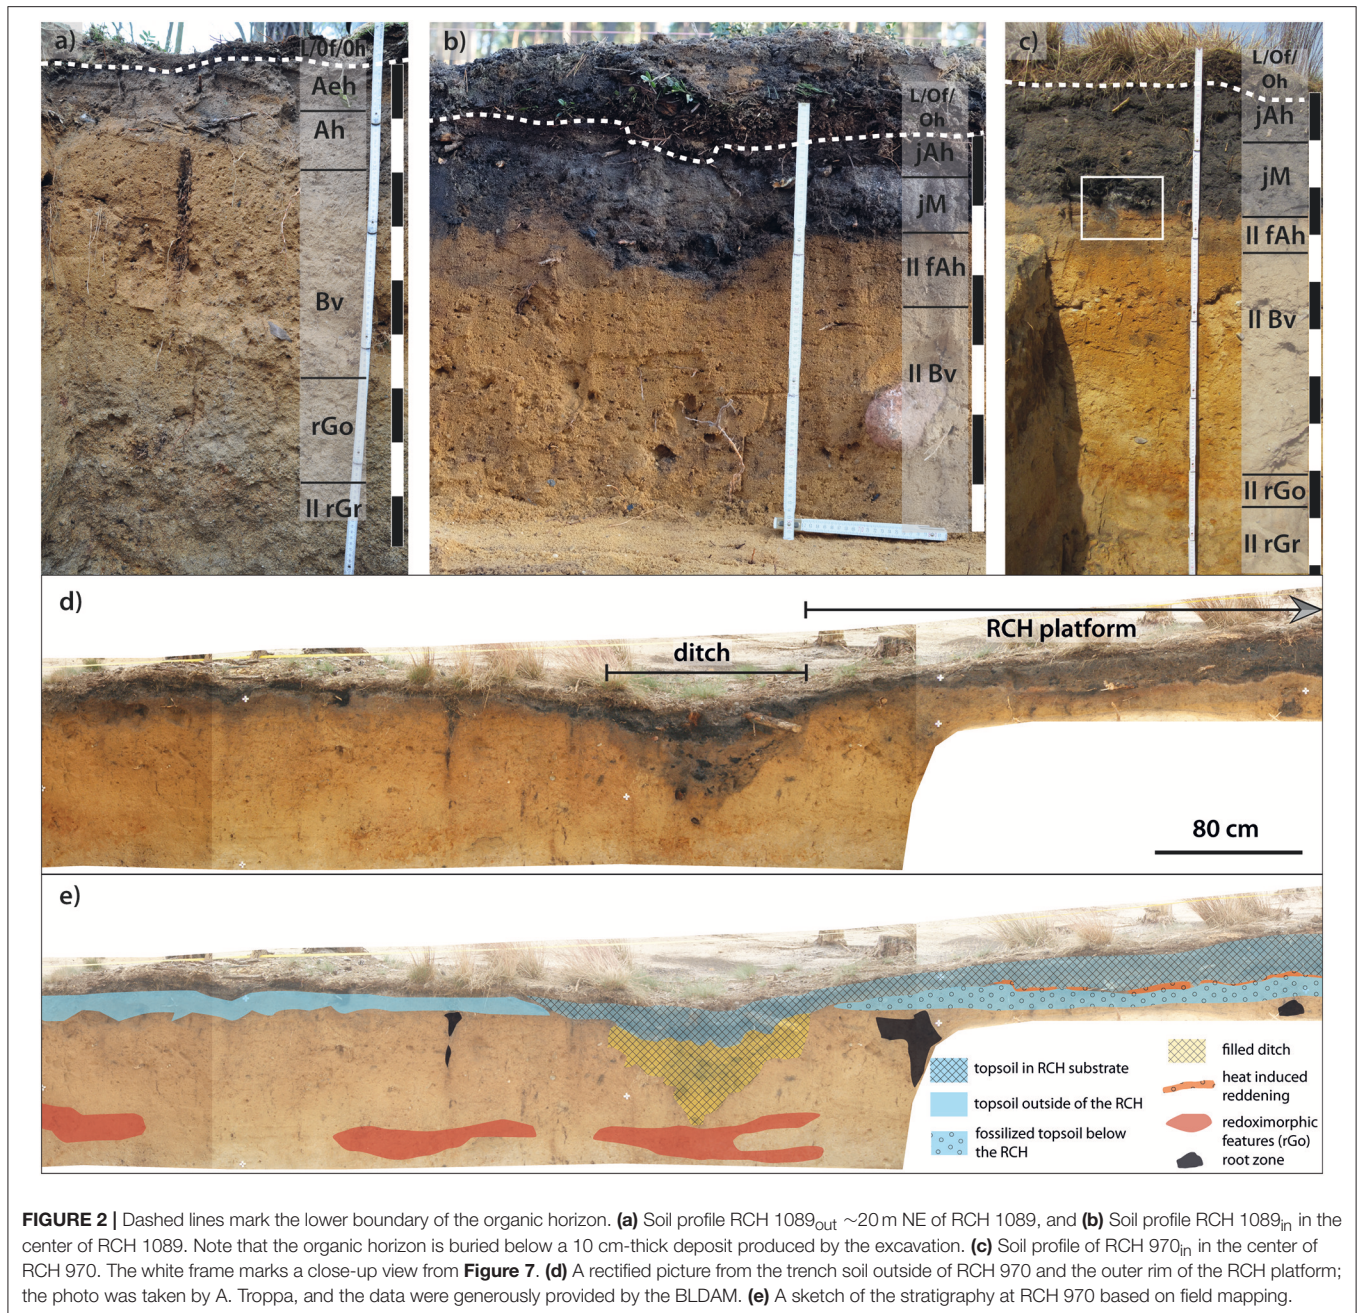 a)
L/Of/Oh
Aeh
Ah
Bv
rGo
II rGr
b)
L/Of/
Oh
jAh
jM
II fAh
II Bv
c)
L/Of/
Oh
jAh
jM
II fAh
II Bv
II rGo
II rGr
d)
RCH platform
ditch
80 cm
e)
topsoil in RCH substrate
topsoil outside of the RCH
fossilized topsoil below
the RCH
filled ditch
heat induced
reddening
redoximorphic
features (rGo)
root zone
FIGURE 2 | Dashed lines mark the lower boundary of the organic horizon. (a) Soil profile RCH 1089out ~20 m NE of RCH 1089, and (b) Soil profile RCH 1089in in the
center of RCH 1089. Note that the organic horizon is buried below a 10 cm-thick deposit produced by the excavation. (c) Soil profile of RCH 970in in the center of
RCH 970. The white frame marks a close-up view from Figure 7. (d) A rectified picture from the trench soil outside of RCH 970 and the outer rim of the RCH platform;
the photo was taken by A. Troppa, and the data were generously provided by the BLDAM. (e) A sketch of the stratigraphy at RCH 970 based on field mapping.